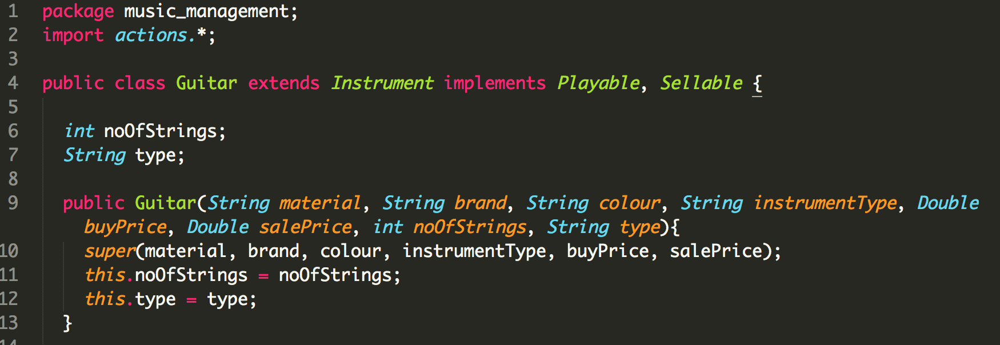 1 package music_management;
2 import actions.*;
3
4 public class Guitar extends Instrument implements Playable, Sellable {
5
6 int noOfStrings;
7 String type;
8
9 public Guitar(String material, String brand, String colour, String instrumentType, Double
buyPrice, Double salePrice, int noOfStrings, String type){
10 super(material, brand, colour, instrumentType, buyPrice, salePrice);
11 this.noOfStrings = noOfStrings;
12 this.type = type;
13 }
14